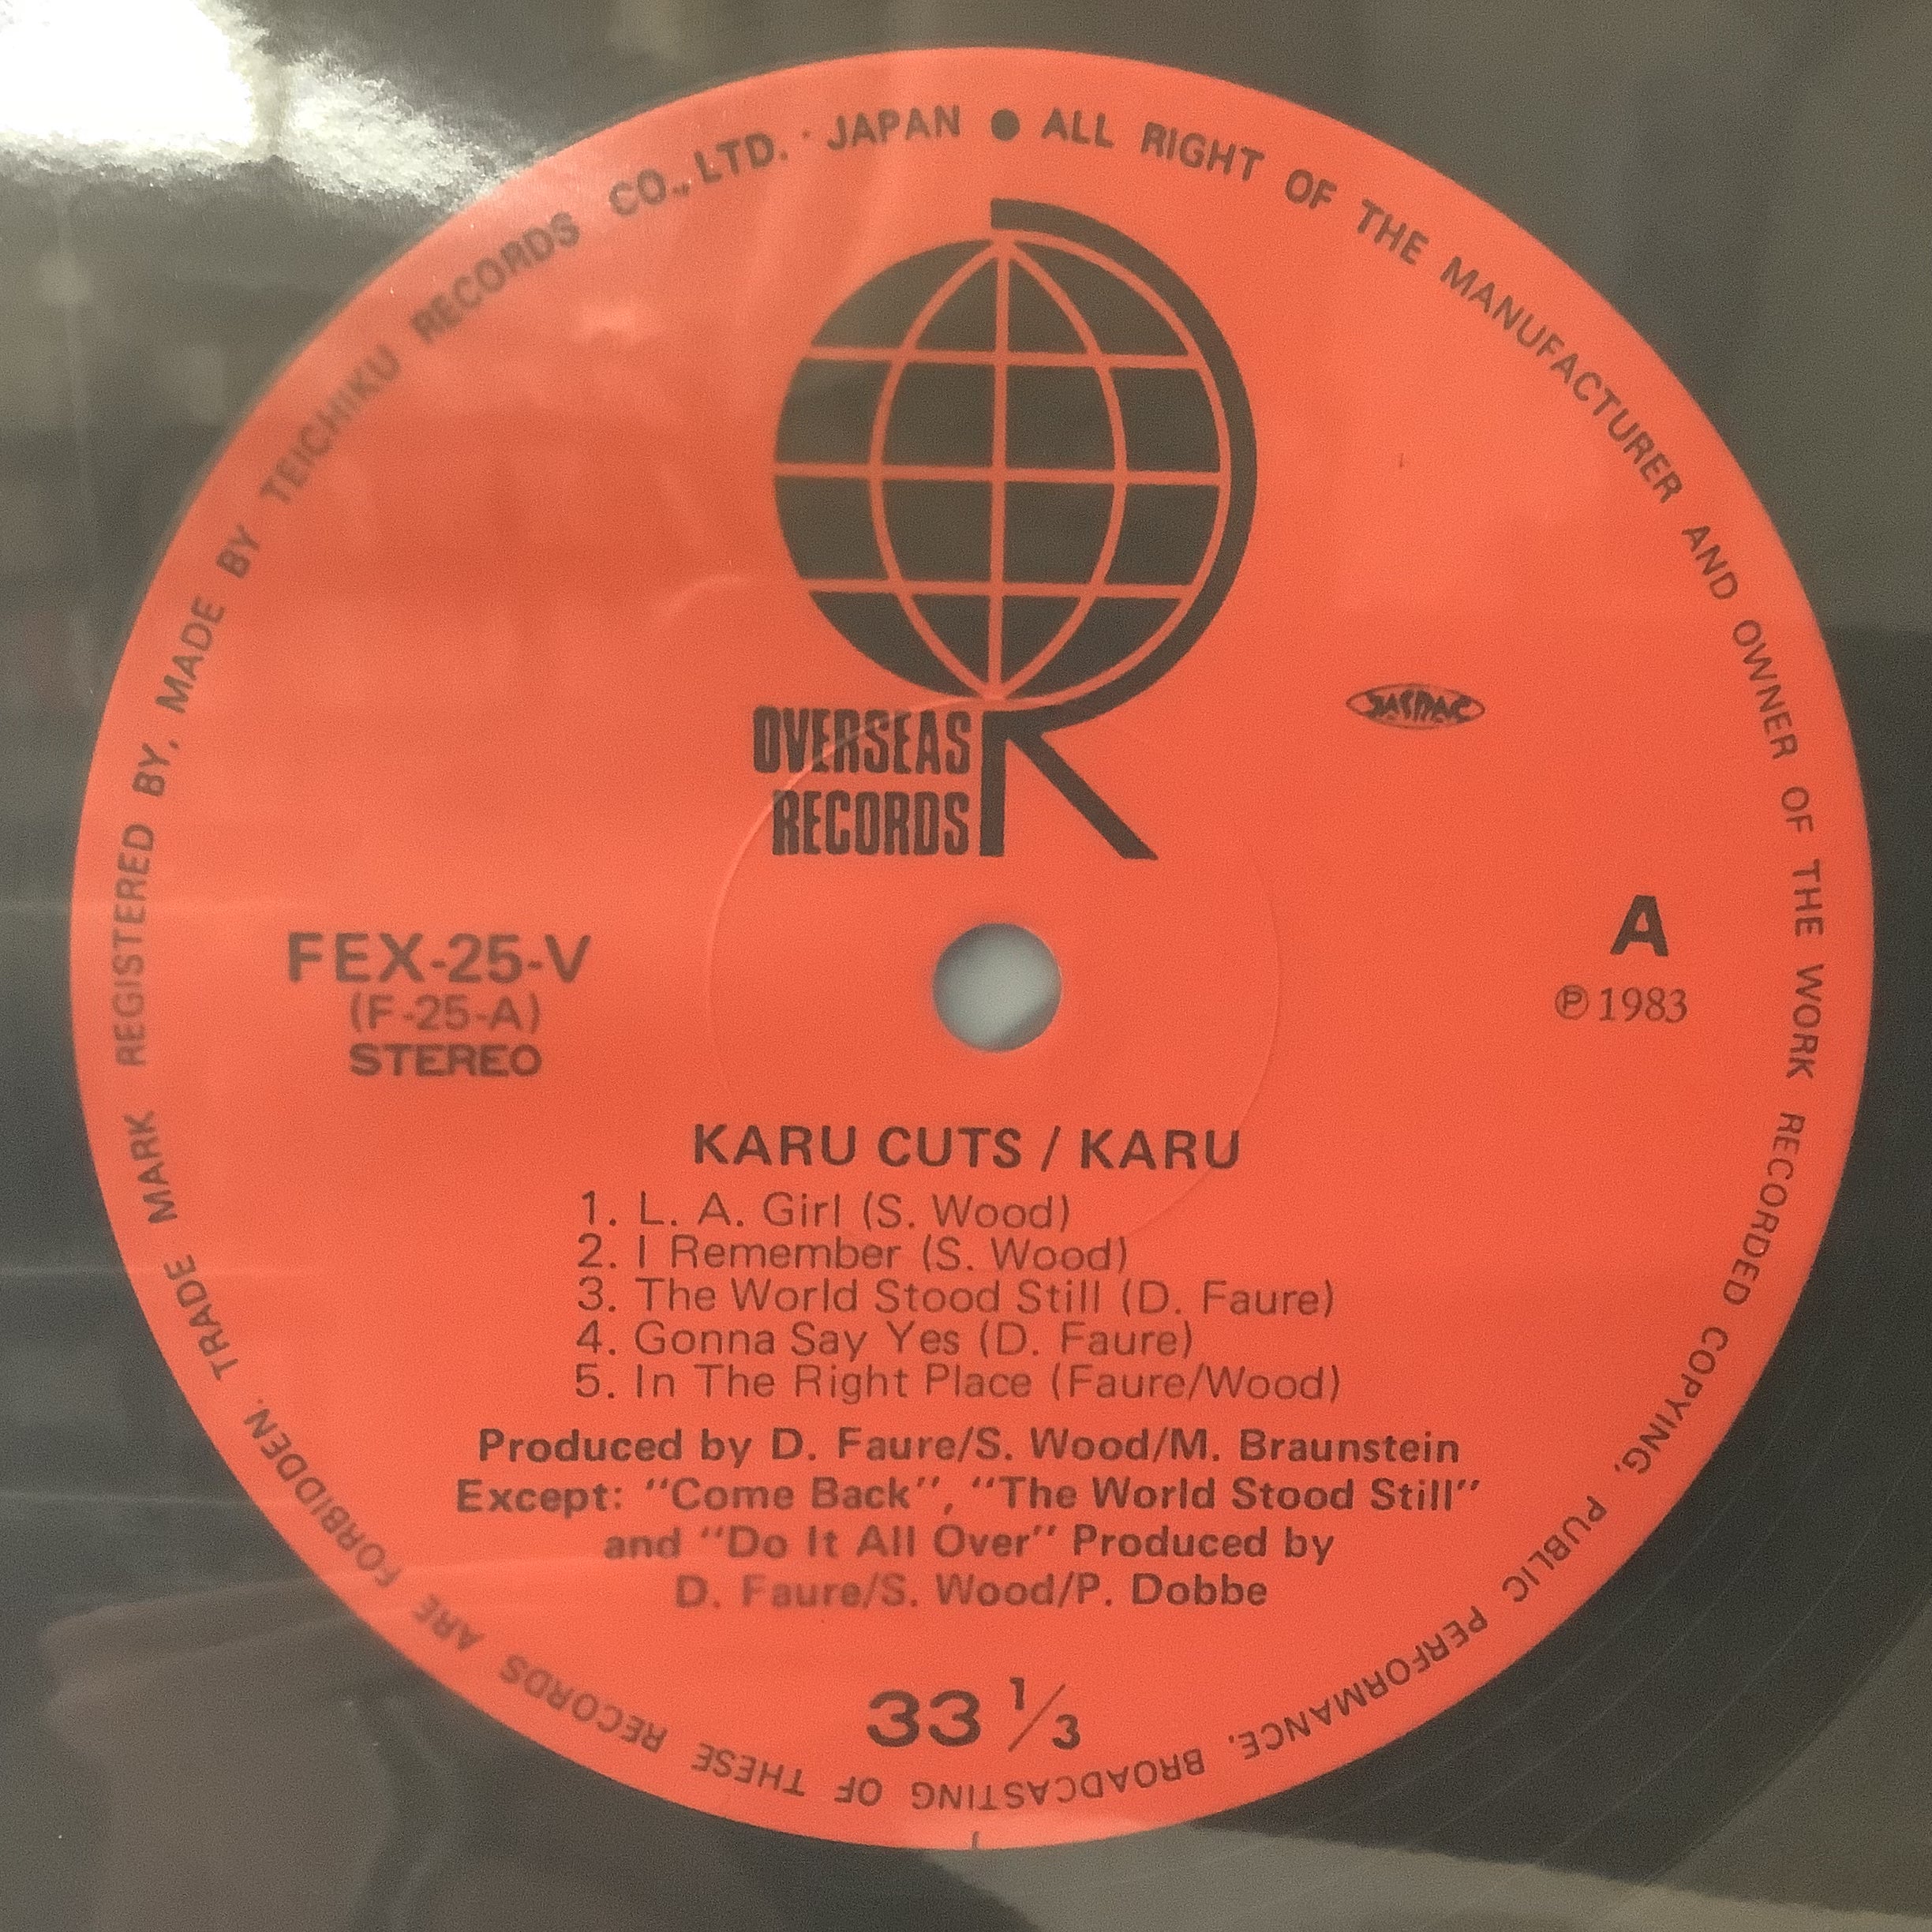 REGISTERED BY, MADE BY TEICHIKU RECORDS CO., LTD. · JAPAN ● ALL RIGHT OF THE MANUFACTURER AND OWNER OF THE WORK RECORDED COPYING, PUBLIC PERFORMANCE, BROADCASTING OF THESE RECORDS ARE FORBIDDEN. TRADE MARK
OVERSEAS
RECORDS
R
JASRAC
FEX-25-V
(F-25-A)
STEREO
A
℗ 1983
KARU CUTS / KARU
1. L. A. Girl (S. Wood)
2. I Remember (S. Wood)
3. The World Stood Still (D. Faure)
4. Gonna Say Yes (D. Faure)
5. In The Right Place (Faure/Wood)
Produced by D. Faure/S. Wood/M. Braunstein
Except: "Come Back", "The World Stood Still"
and "Do It All Over" Produced by
D. Faure/S. Wood/P. Dobbe
33 1/3